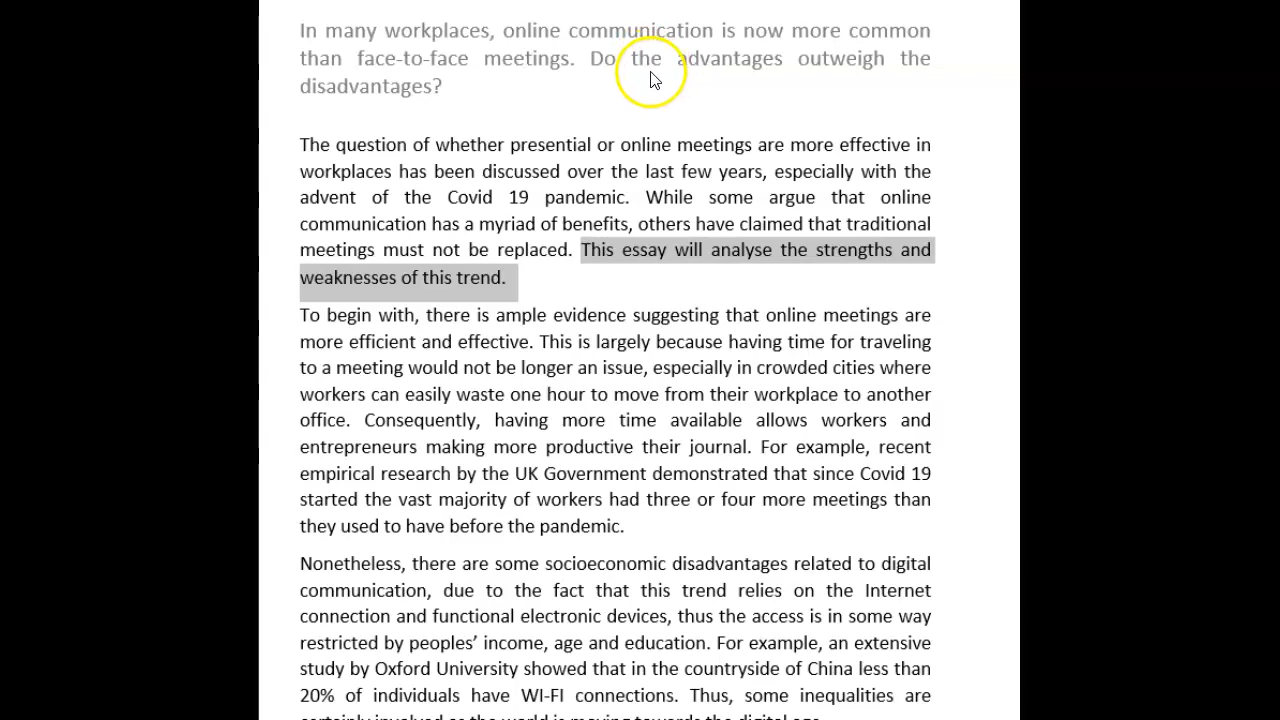 In many workplaces, online communication is now more common
than face-to-face meetings. Do the advantages outweigh the
disadvantages?
The question of whether presential or online meetings are more effective in
workplaces has been discussed over the last few years, especially with the
advent of the Covid 19 pandemic. While some argue that online
communication has a myriad of benefits, others have claimed that traditional
meetings must not be replaced. This essay will analyse the strengths and
weaknesses of this trend.
To begin with, there is ample evidence suggesting that online meetings are
more efficient and effective. This is largely because having time for traveling
to a meeting would not be longer an issue, especially in crowded cities where
workers can easily waste one hour to move from their workplace to another
office. Consequently, having more time available allows workers and
entrepreneurs making more productive their journal. For example, recent
empirical research by the UK Government demonstrated that since Covid 19
started the vast majority of workers had three or four more meetings than
they used to have before the pandemic.
Nonetheless, there are some socioeconomic disadvantages related to digital
communication, due to the fact that this trend relies on the Internet
connection and functional electronic devices, thus the access is in some way
restricted by peoples’ income, age and education. For example, an extensive
study by Oxford University showed that in the countryside of China less than
20% of individuals have WI-FI connections. Thus, some inequalities are
certainly involved as the world is moving towards the digital age.